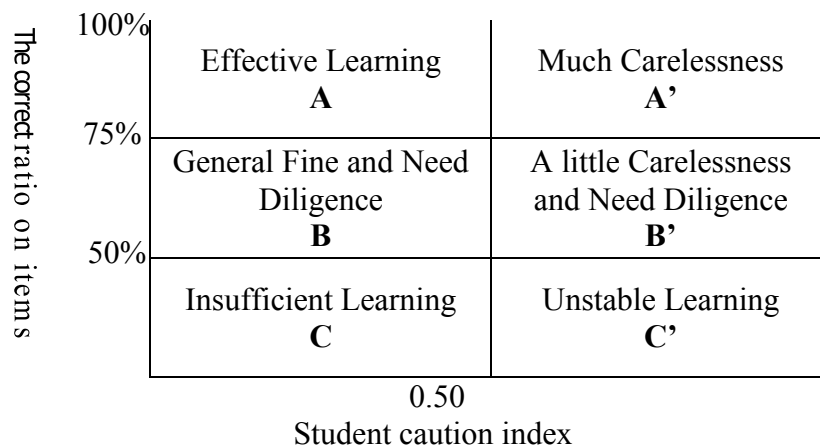 100%
Effective Learning
A
Much Carelessness
A’
75%
General Fine and Need
Diligence
B
A little Carelessness
and Need Diligence
B’
50%
Insufficient Learning
C
Unstable Learning
C’
0.50
Student caution index
The correct ratio on items